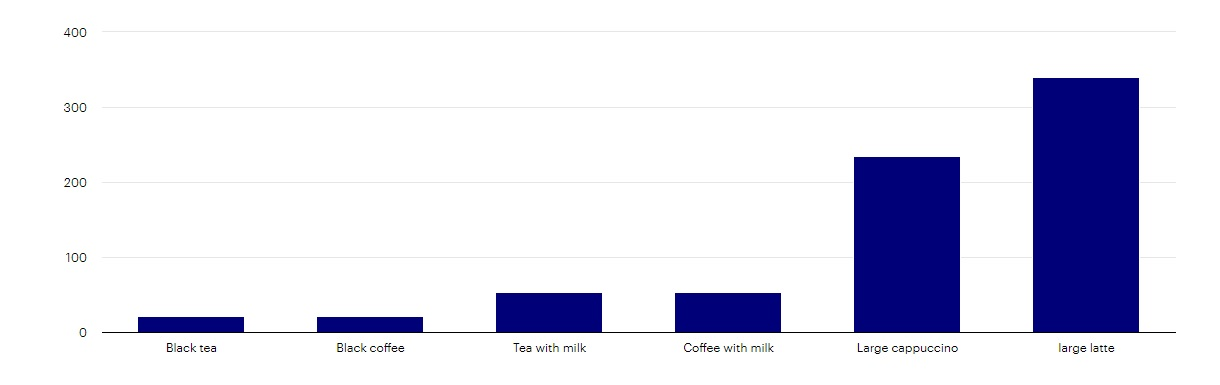 400
300
200
100
0
Black tea
Black coffee
Tea with milk
Coffee with milk
Large cappuccino
large latte